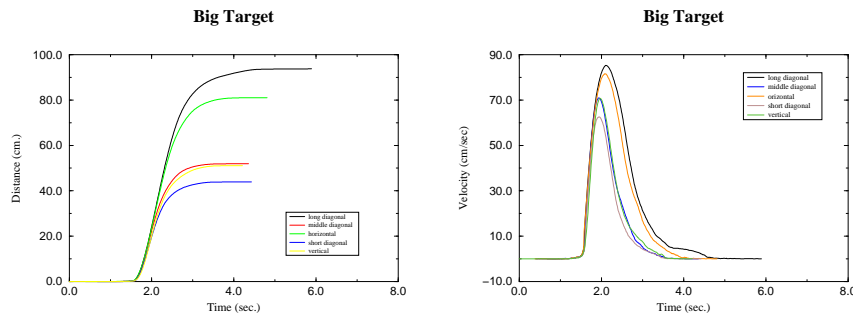 Big Target
100.0
80.0
60.0
40.0
20.0
0.0
Distance (cm.)
0.0 2.0 4.0 6.0 8.0
Time (sec.)
long diagonal
middle diagonal
horizontal
short diagonal
vertical
Big Target
90.0
70.0
50.0
30.0
10.0
−10.0
Velocity (cm/sec)
0.0 2.0 4.0 6.0 8.0
Time (sec.)
long diagonal
middle diagonal
orizontal
short diagonal
vertical